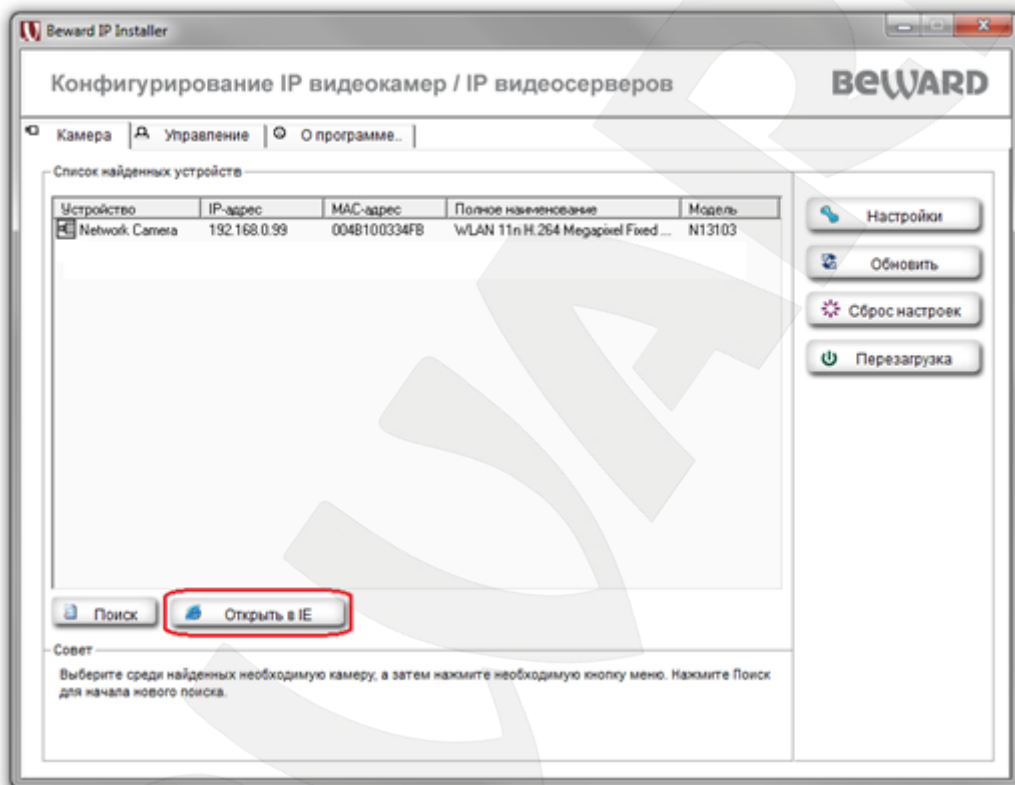 Beward IP Installer
Конфигурирование IP видеокамер / IP видеосерверов
BEWARD
Камера Управление О программе..
Список найденных устройств
Устройство IP-адрес MAC-адрес Полное наименование Модель
Network Camera 192.168.0.99 004B100334FB WLAN 11n H.264 Megapixel Fixed ... N13103
Настройки
Обновить
Сброс настроек
Перезагрузка
Поиск Открыть в IE
Совет
Выберите среди найденных необходимую камеру, а затем нажмите необходимую кнопку меню. Нажмите Поиск
для начала нового поиска.